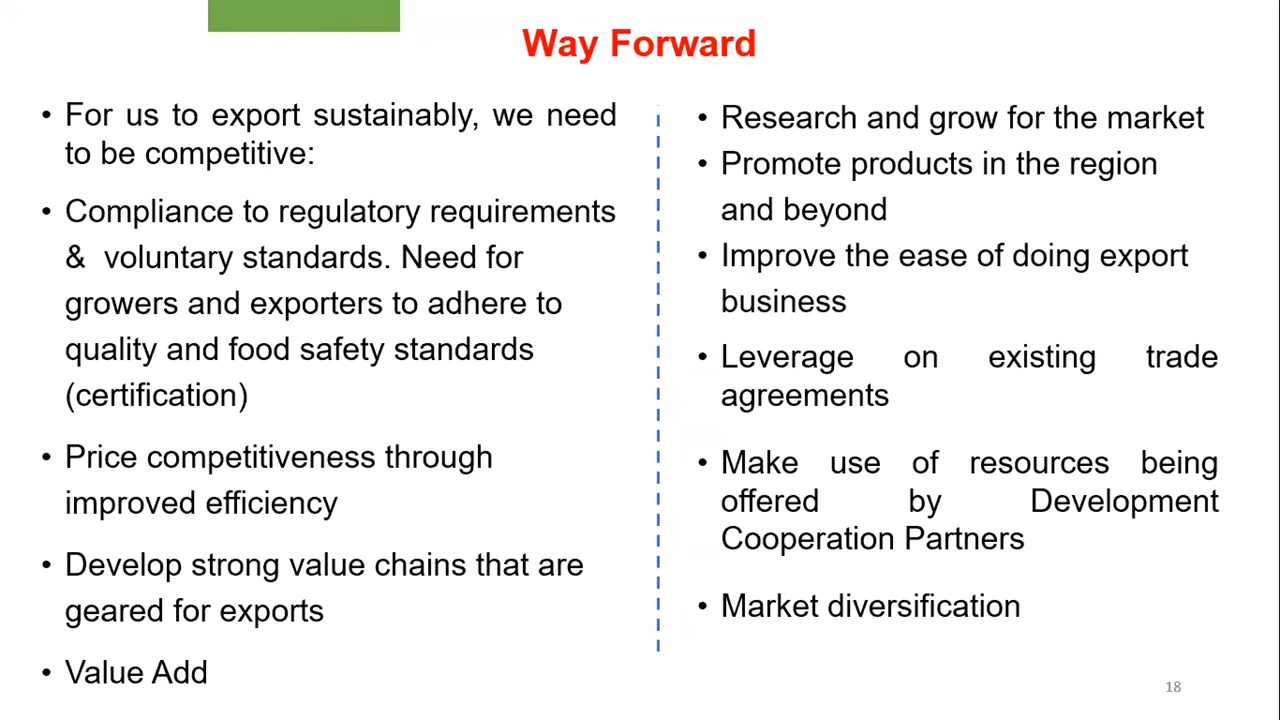 Way Forward
• For us to export sustainably, we need
to be competitive:
• Compliance to regulatory requirements
& voluntary standards. Need for
growers and exporters to adhere to
quality and food safety standards
(certification)
• Price competitiveness through
improved efficiency
• Develop strong value chains that are
geared for exports
• Value Add
• Research and grow for the market
• Promote products in the region
and beyond
• Improve the ease of doing export
business
• Leverage on existing trade
agreements
• Make use of resources being
offered by Development
Cooperation Partners
• Market diversification
18